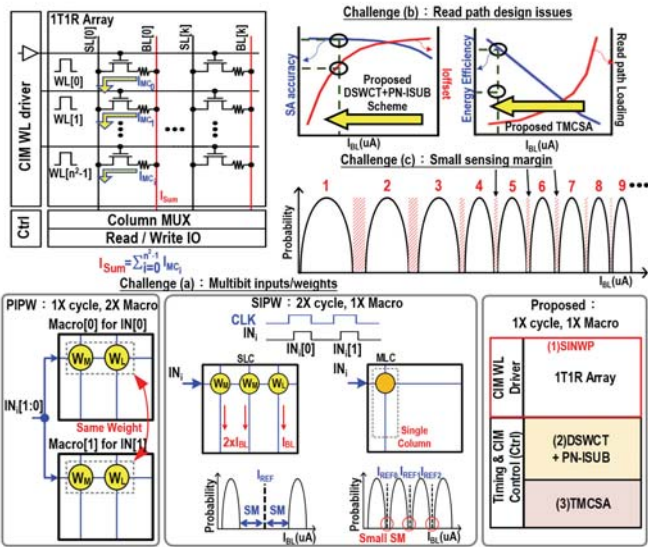 1T1R Array
SL[0]
BL[0]
SL[k]
BL[k]
CIM WL driver
WL[0]
WL[1]
WL[n²-1]
IMC0
IMC1
IMCi
ISum
Ctrl
Column MUX
Read / Write IO
ISum=∑ n²-1 i=0 IMCi
Challenge (b) : Read path design issues
SA accuracy
Proposed
DSWCT+PN-ISUB
Scheme
Ioffset
IBL(uA)
Energy Efficiency
Proposed TMCSA
Read path Loading
IBL(uA)
Challenge (c) : Small sensing margin
1 2 3 4 5 6 7 8 9
Probability
IBL(uA)
Challenge (a) : Multibit inputs/weights
PIPW : 1X cycle, 2X Macro
Macro[0] for IN[0]
WM WL
INi[1:0]
Same Weight
Macro[1] for IN[1]
WM WL
SIPW : 2X cycle, 1X Macro
CLK
INi
INi[0] INi[1]
SLC
INi
WM WM WL
2xIBL IBL
MLC
INi
Single
Column
Probability
IREF
SM SM
IBL(uA)
Probability
IREF0 IREF1 IREF2
Small SM
IBL(uA)
Proposed :
1X cycle, 1X Macro
CIM WL
Driver
(1)SINWP
1T1R Array
Timing & CIM
Control (Ctrl)
(2)DSWCT
+ PN-ISUB
(3)TMCSA